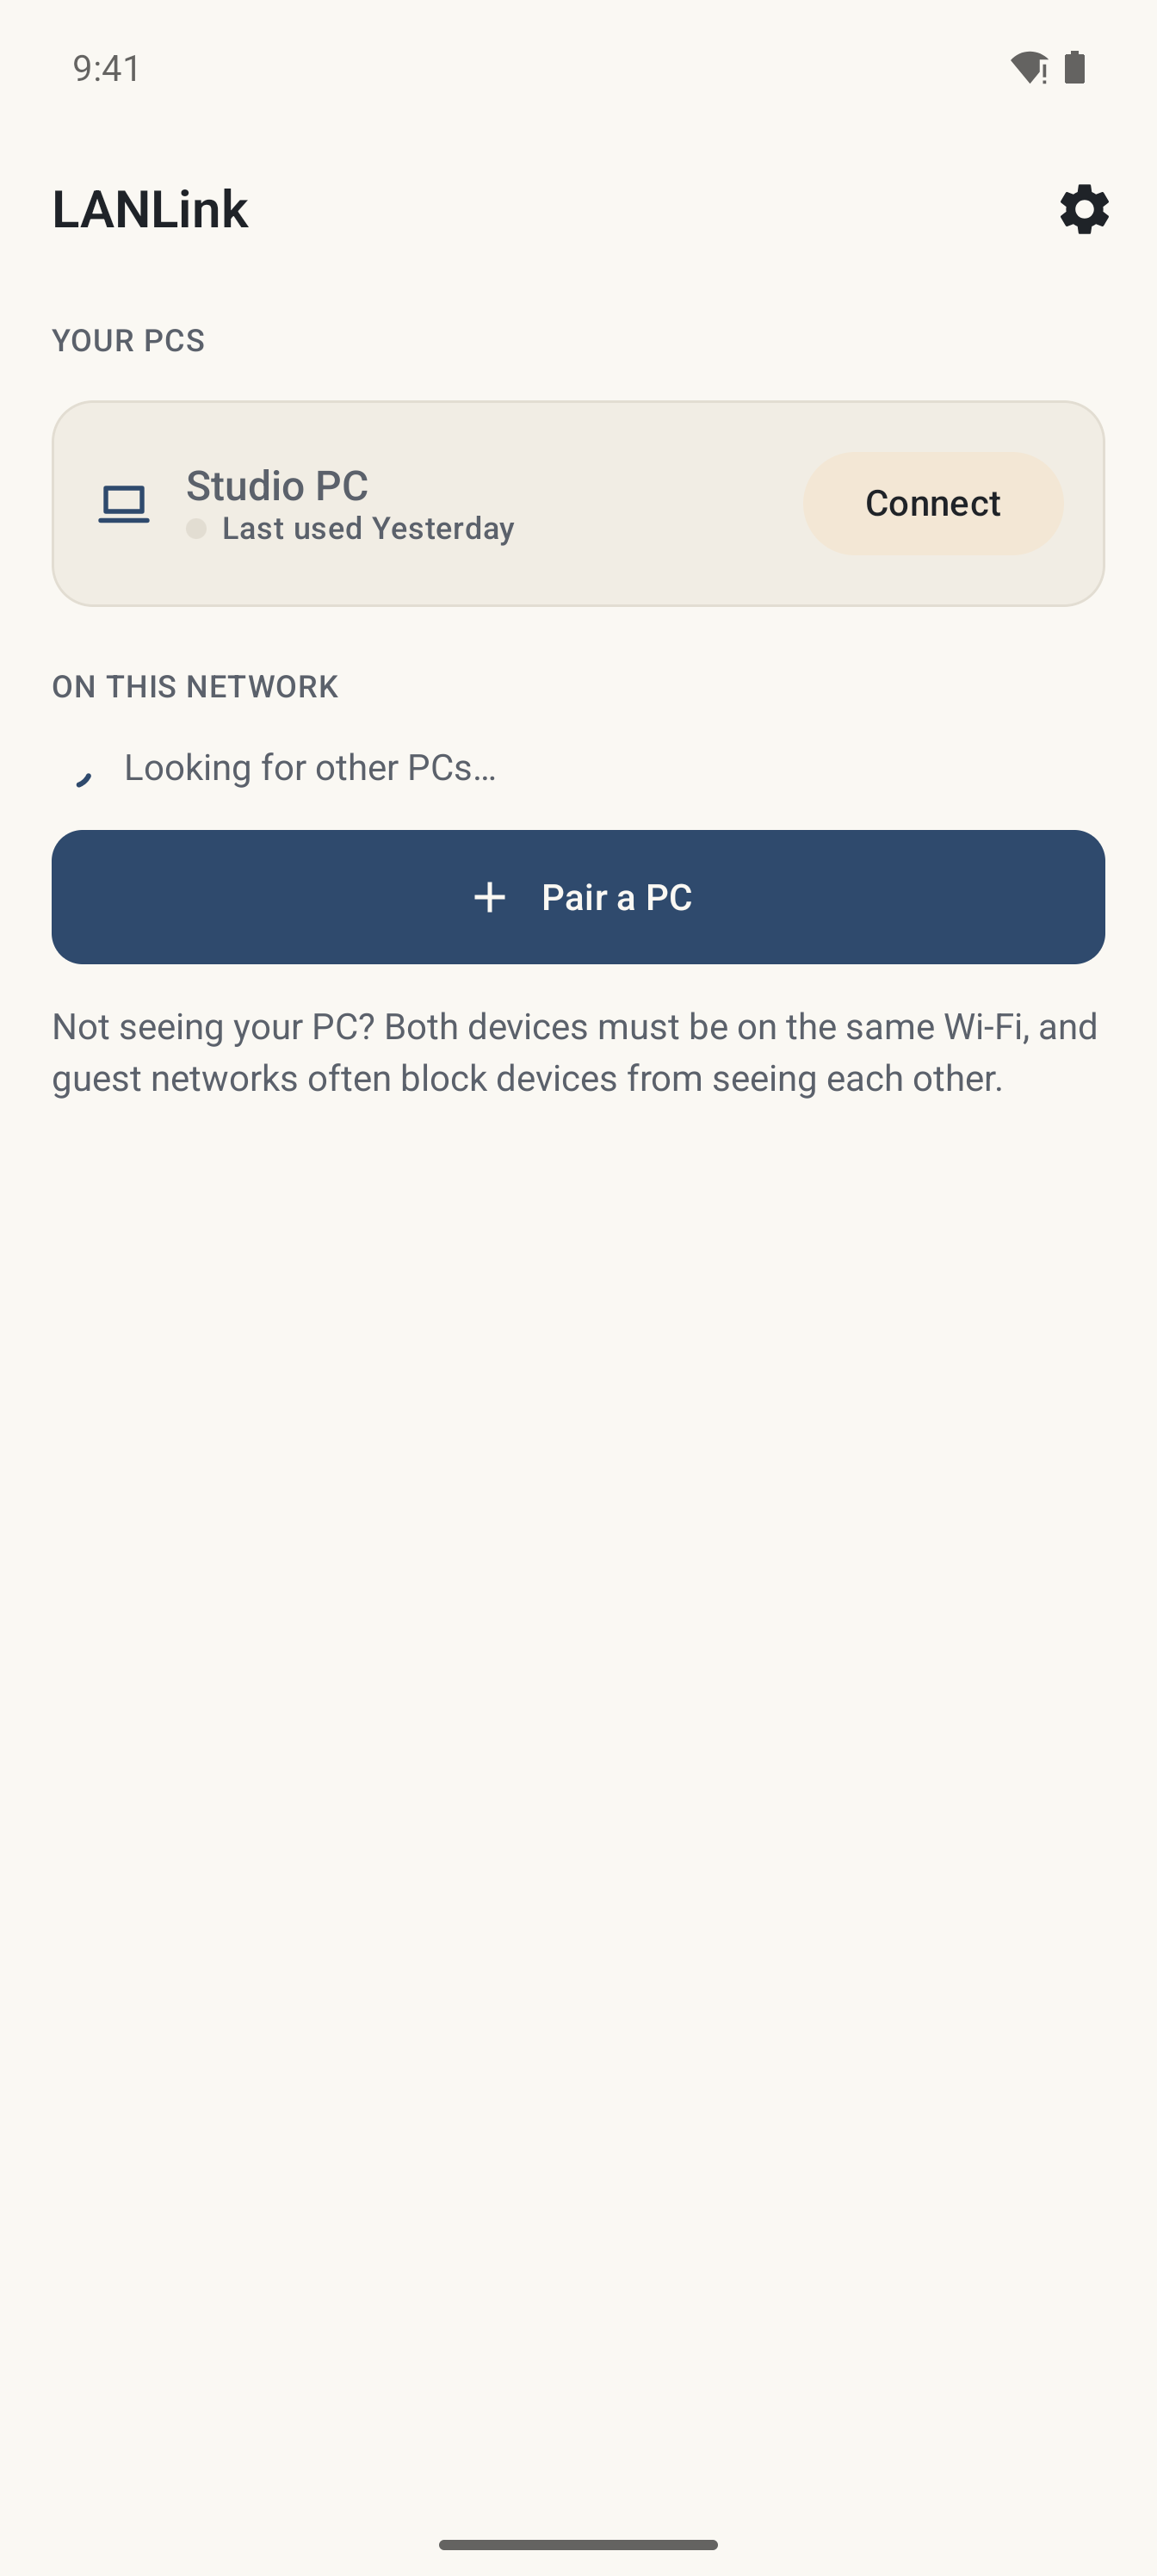 9:41
LANLink
YOUR PCS
Studio PC
Last used Yesterday
Connect
ON THIS NETWORK
Looking for other PCs…
Pair a PC
Not seeing your PC? Both devices must be on the same Wi-Fi, and
guest networks often block devices from seeing each other.